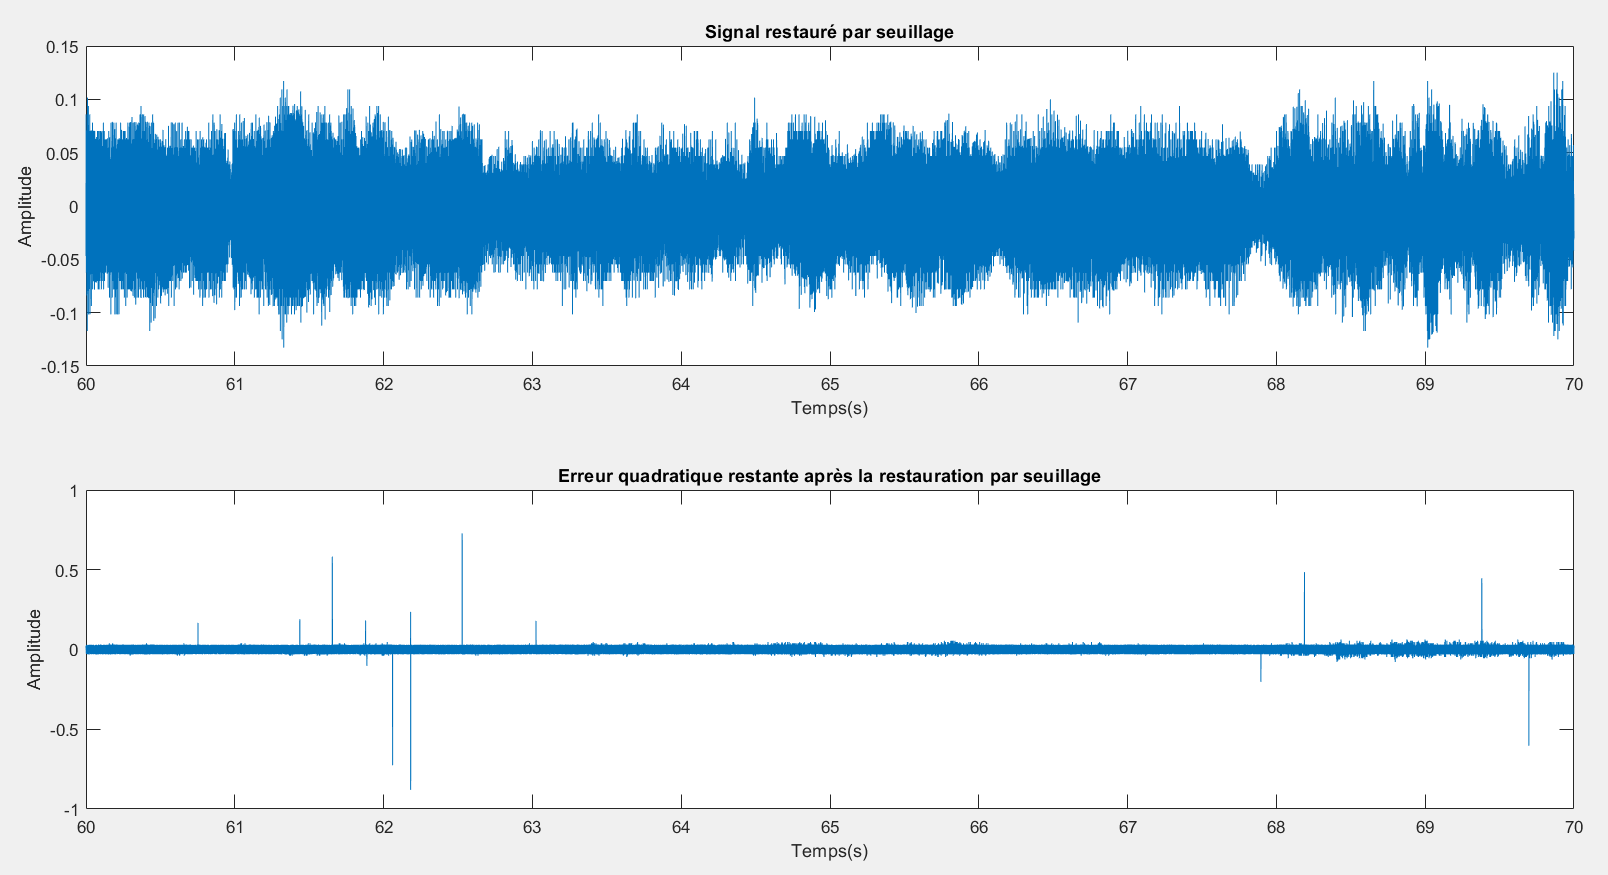 Signal restauré par seuillage
0.15
0.1
0.05
0
-0.05
-0.1
-0.15
Amplitude
60 61 62 63 64 65 66 67 68 69 70
Temps(s)
Erreur quadratique restante après la restauration par seuillage
1
0.5
0
-0.5
-1
Amplitude
60 61 62 63 64 65 66 67 68 69 70
Temps(s)